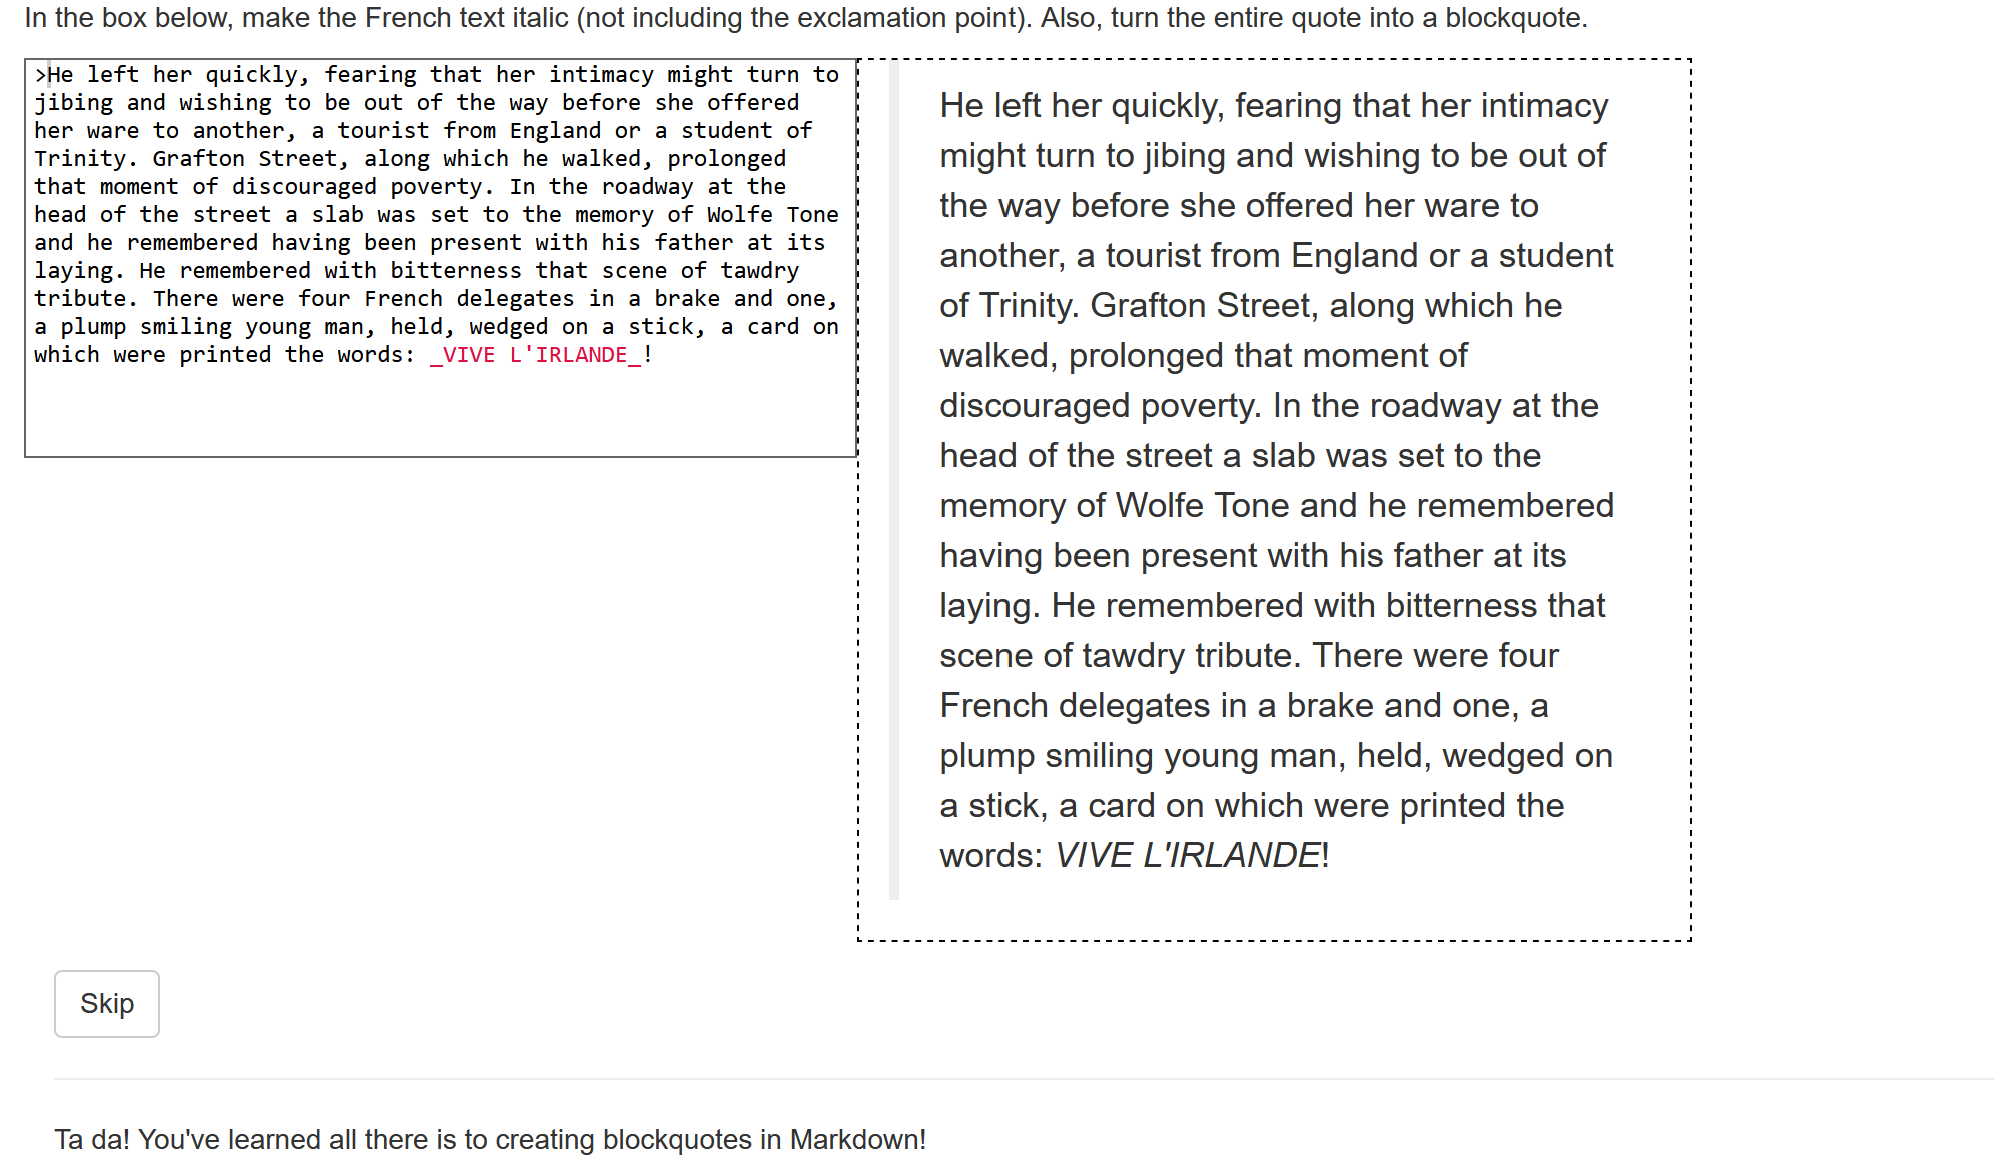 In the box below, make the French text italic (not including the exclamation point). Also, turn the entire quote into a blockquote.
>He left her quickly, fearing that her intimacy might turn to
jibing and wishing to be out of the way before she offered
her ware to another, a tourist from England or a student of
Trinity. Grafton Street, along which he walked, prolonged
that moment of discouraged poverty. In the roadway at the
head of the street a slab was set to the memory of Wolfe Tone
and he remembered having been present with his father at its
laying. He remembered with bitterness that scene of tawdry
tribute. There were four French delegates in a brake and one,
a plump smiling young man, held, wedged on a stick, a card on
which were printed the words: _VIVE L'IRLANDE_!
He left her quickly, fearing that her intimacy
might turn to jibing and wishing to be out of
the way before she offered her ware to
another, a tourist from England or a student
of Trinity. Grafton Street, along which he
walked, prolonged that moment of
discouraged poverty. In the roadway at the
head of the street a slab was set to the
memory of Wolfe Tone and he remembered
having been present with his father at its
laying. He remembered with bitterness that
scene of tawdry tribute. There were four
French delegates in a brake and one, a
plump smiling young man, held, wedged on
a stick, a card on which were printed the
words: VIVE L'IRLANDE!
Skip
Ta da! You've learned all there is to creating blockquotes in Markdown!